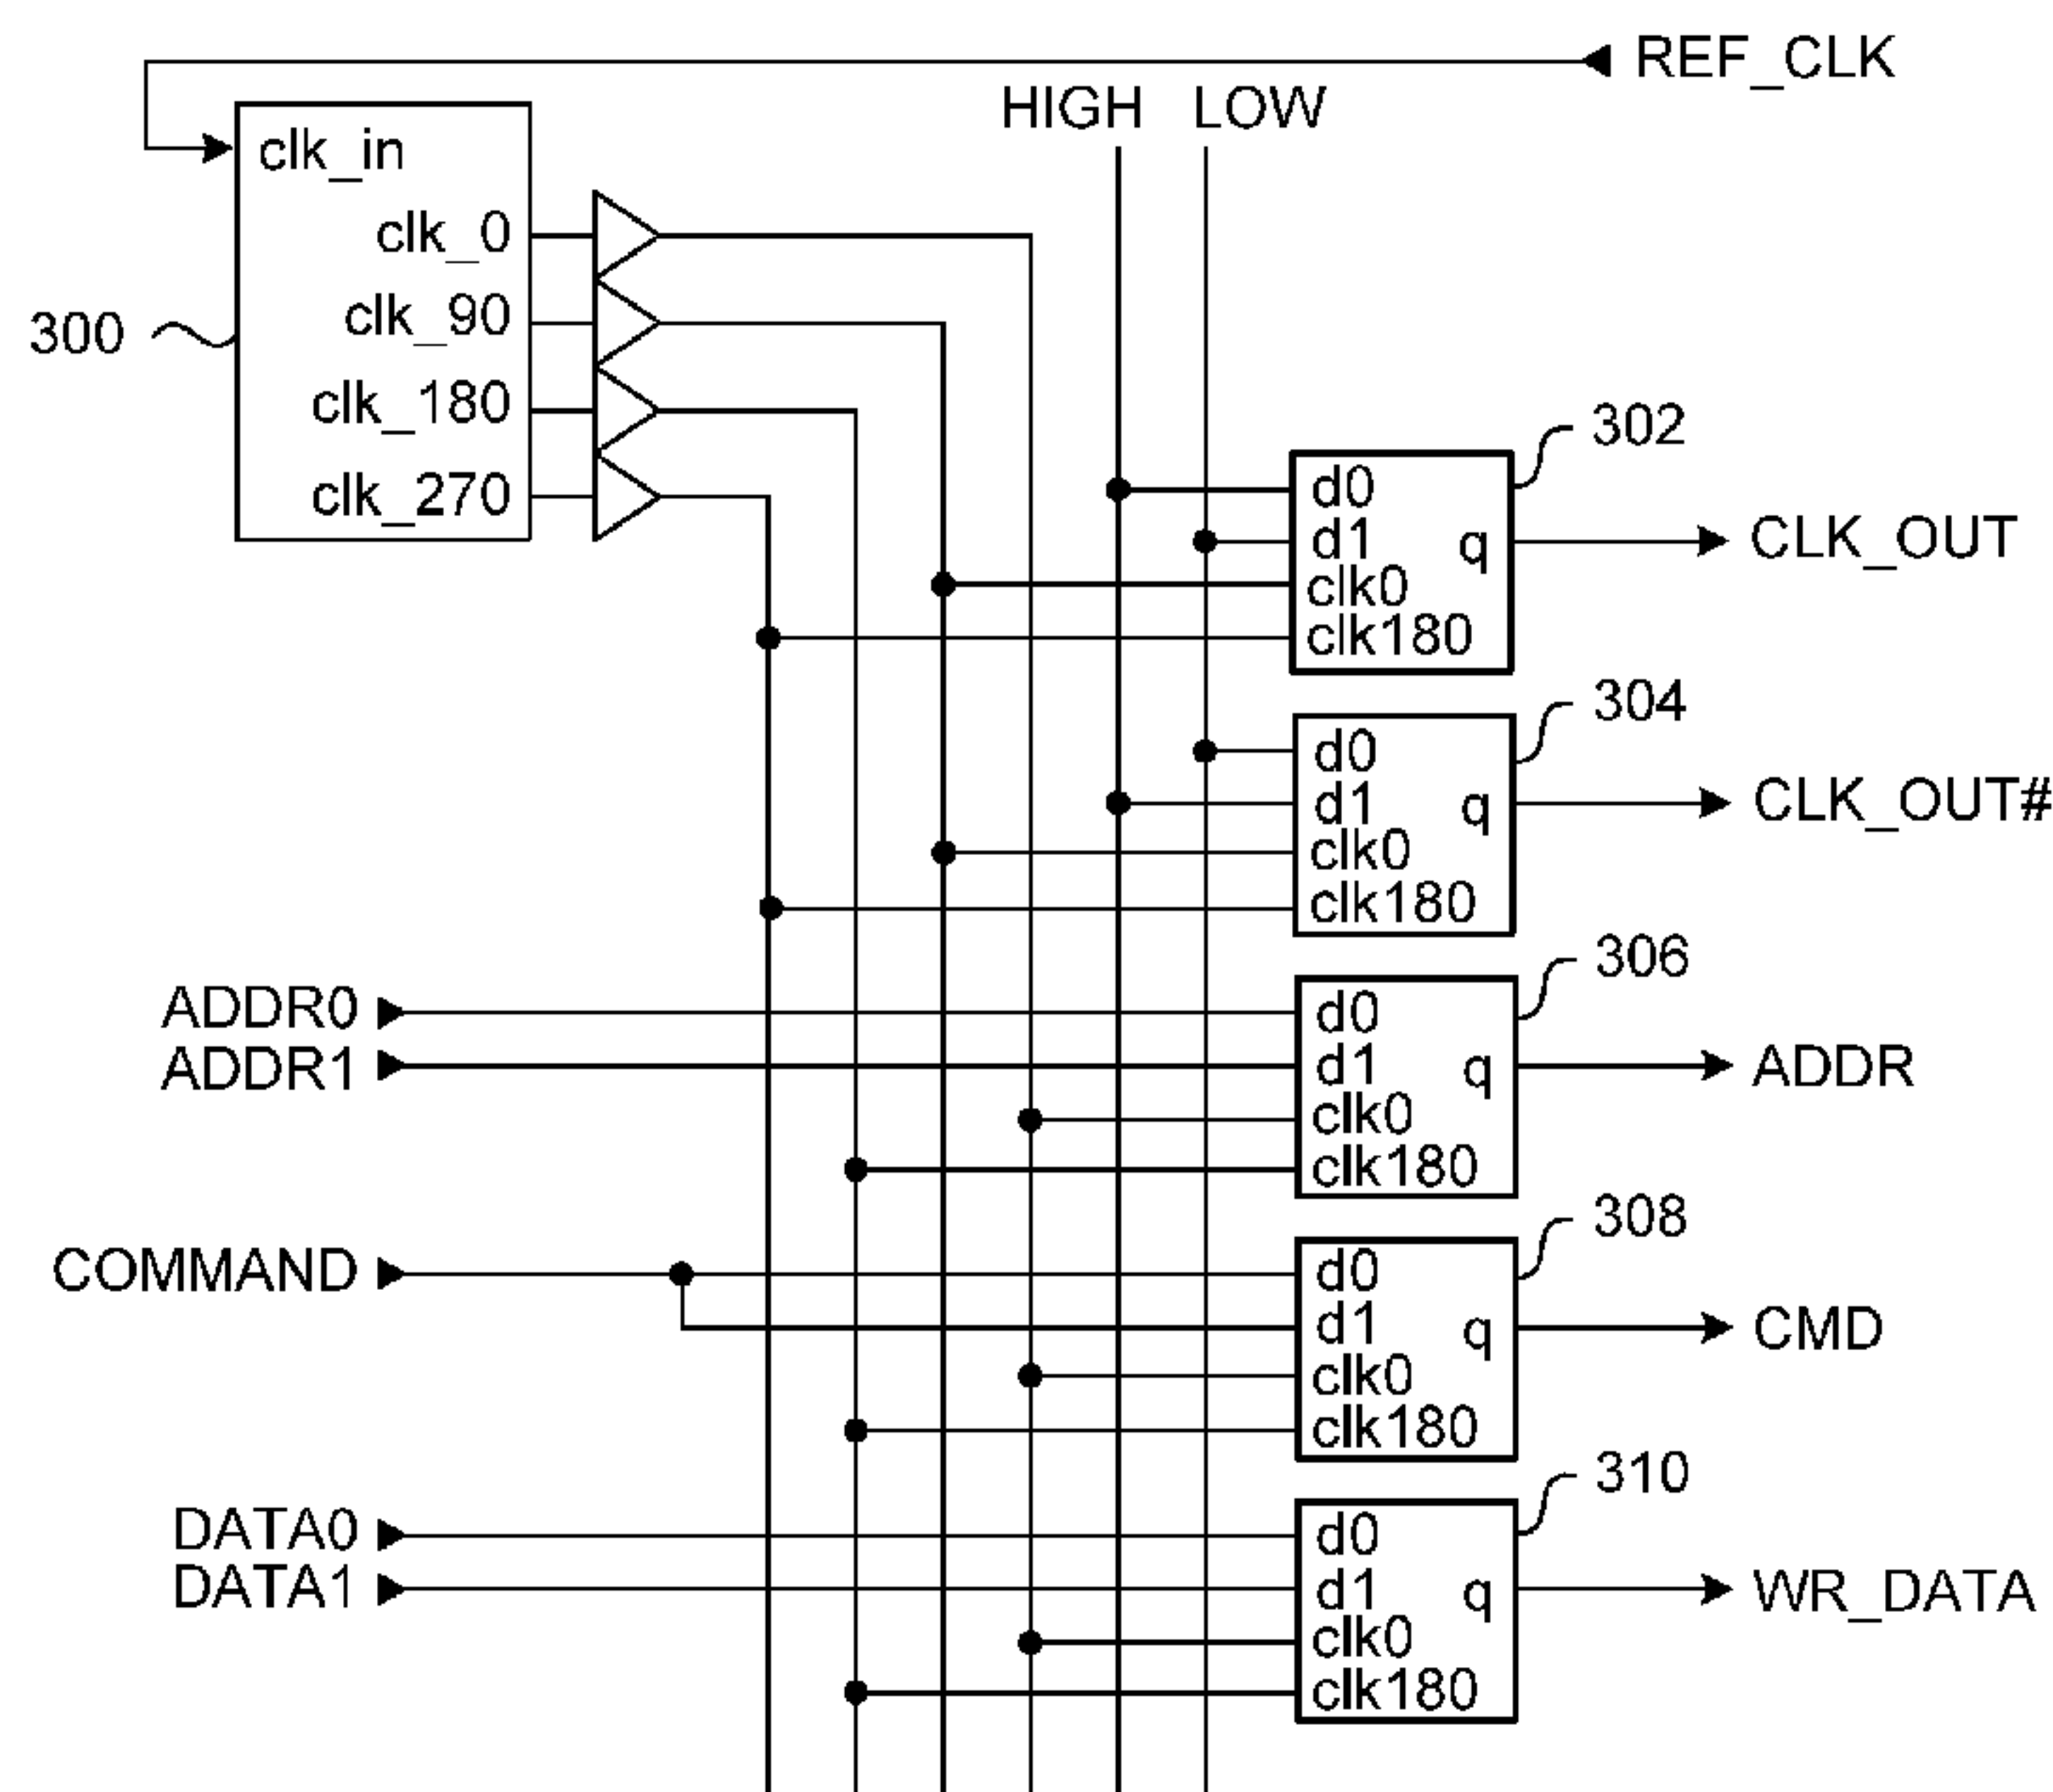 REF_CLK
HIGH LOW
clk_in
clk_0
clk_90
clk_180
clk_270
300
302
d0
d1
clk0
clk180
q
CLK_OUT
304
d0
d1
clk0
clk180
q
CLK_OUT#
306
ADDR0
ADDR1
d0
d1
clk0
clk180
q
ADDR
308
COMMAND
d0
d1
clk0
clk180
q
CMD
310
DATA0
DATA1
d0
d1
clk0
clk180
q
WR_DATA